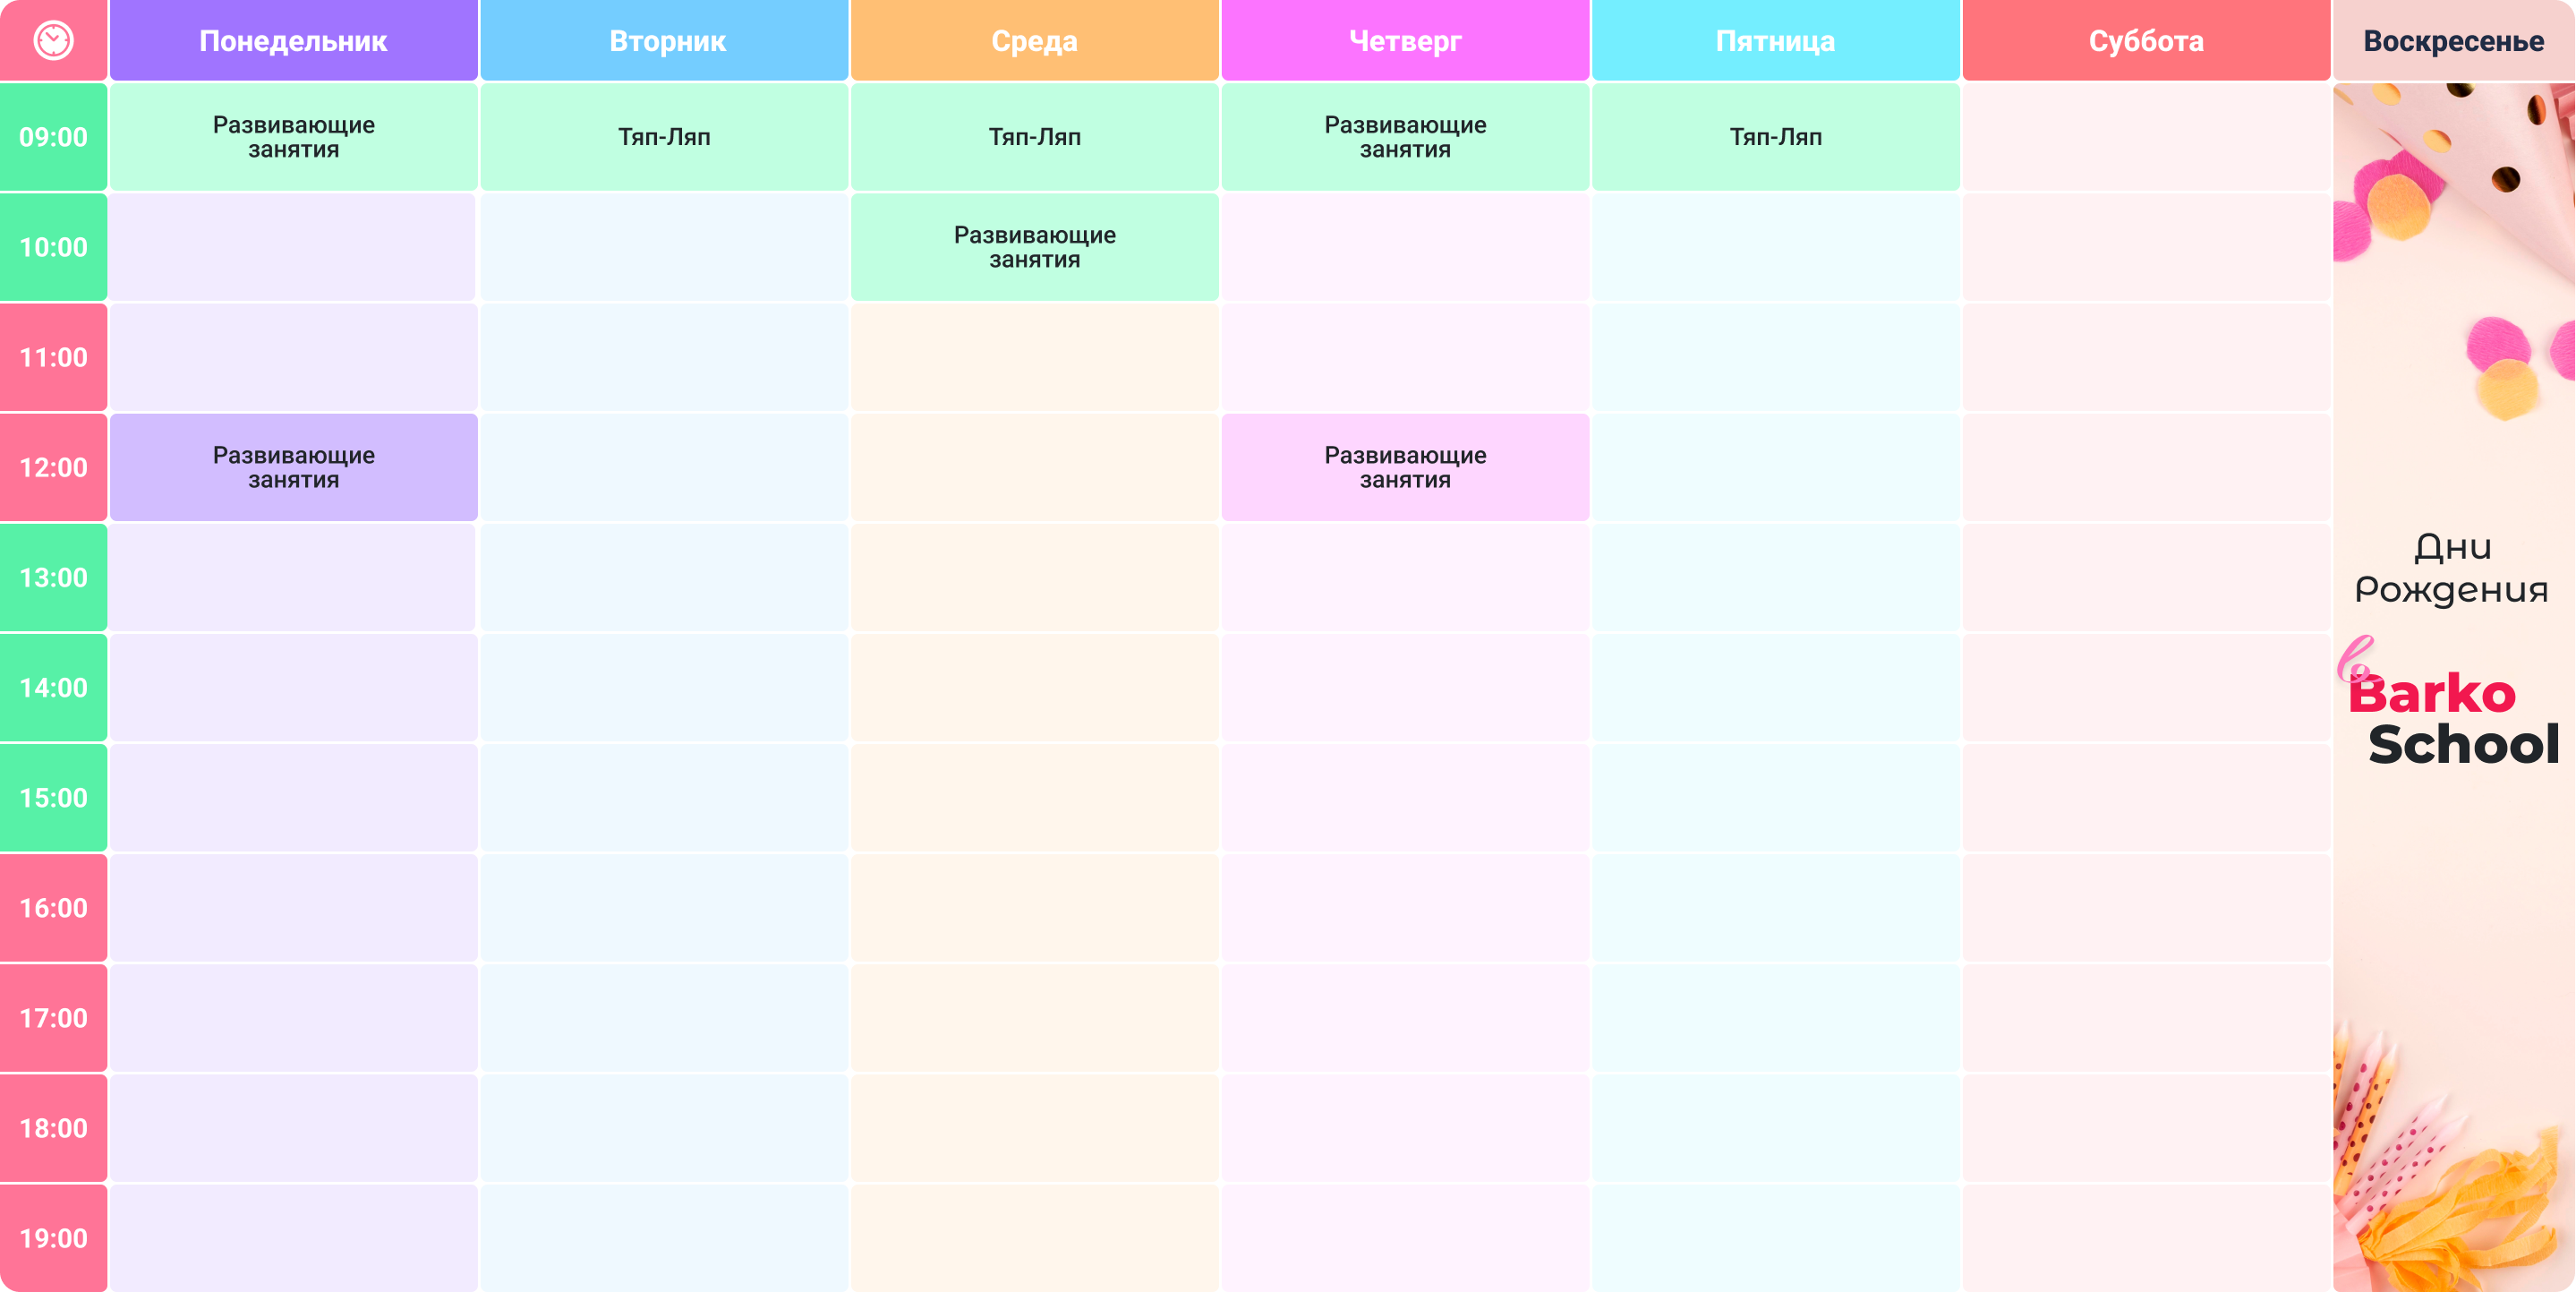 Понедельник
Вторник
Среда
Четверг
Пятница
Суббота
Воскресенье
09:00
Развивающие
занятия
Тяп-Ляп
Тяп-Ляп
Развивающие
занятия
Тяп-Ляп
10:00
Развивающие
занятия
11:00
12:00
Развивающие
занятия
Развивающие
занятия
13:00
14:00
15:00
16:00
17:00
18:00
19:00
Дни
Рождения
в
Barko
School